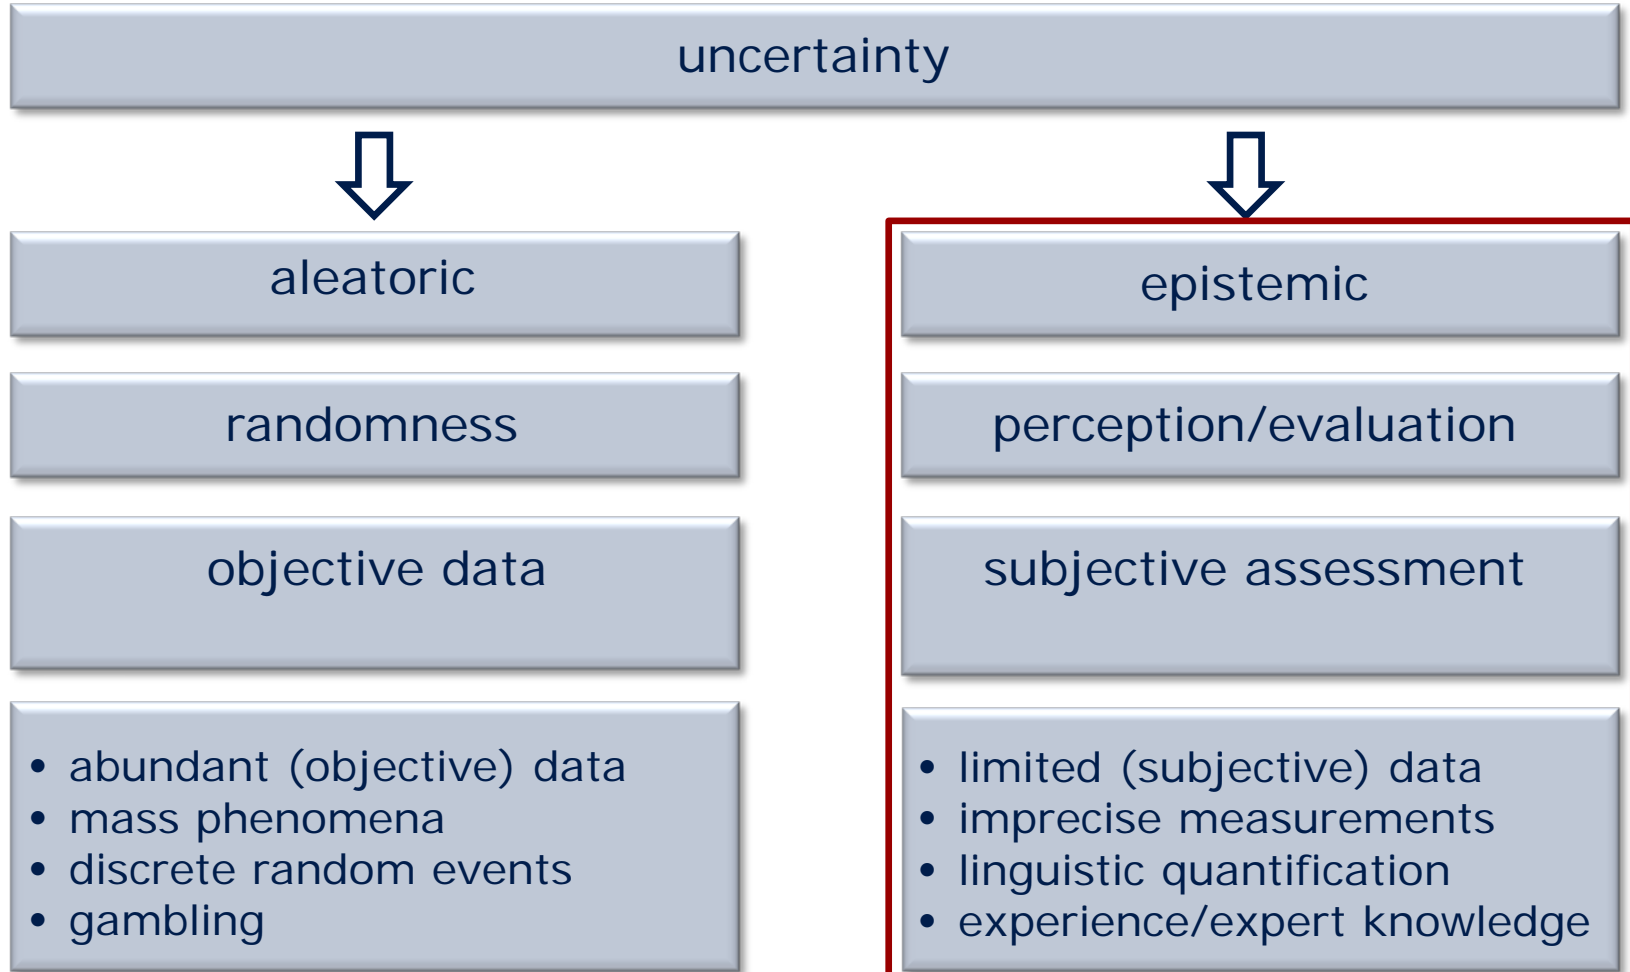 uncertainty
aleatoric
randomness
objective data
• abundant (objective) data
• mass phenomena
• discrete random events
• gambling
epistemic
perception/evaluation
subjective assessment
• limited (subjective) data
• imprecise measurements
• linguistic quantification
• experience/expert knowledge